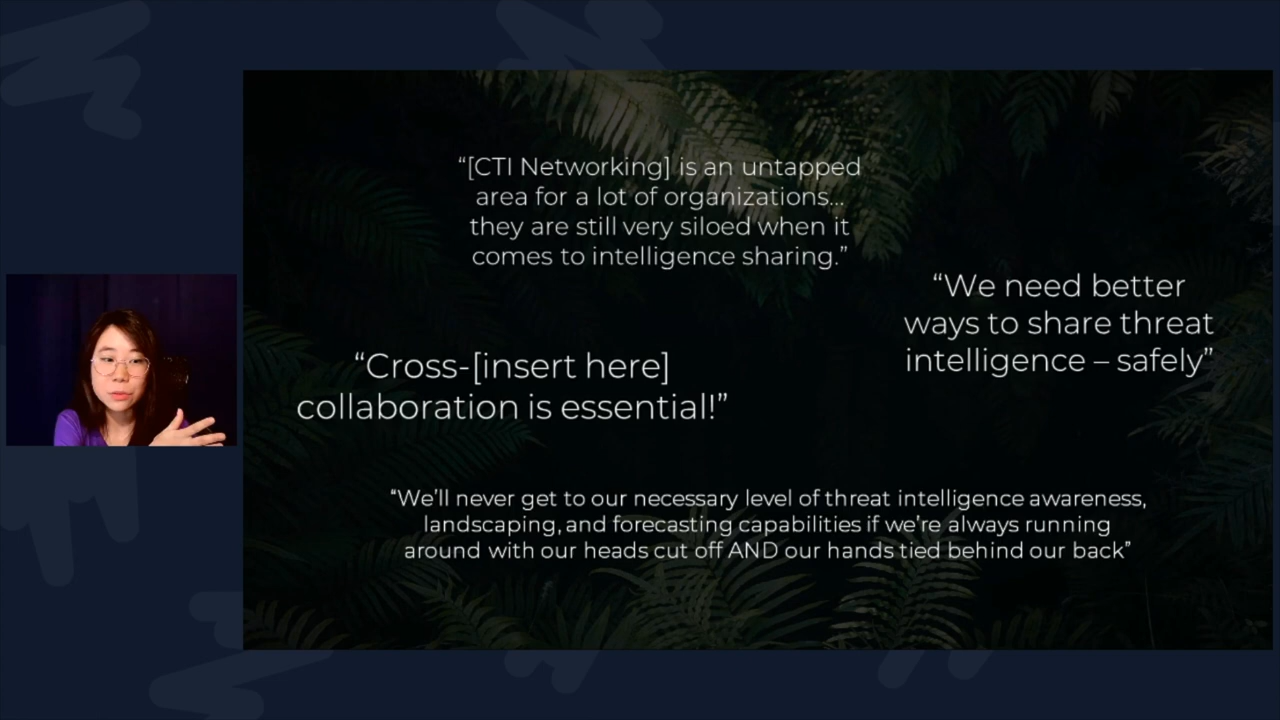 “[CTI Networking] is an untapped
area for a lot of organizations...
they are still very siloed when it
comes to intelligence sharing.”
“We need better
ways to share threat
intelligence – safely”
“Cross-[insert here]
collaboration is essential!”
“We’ll never get to our necessary level of threat intelligence awareness,
landscaping, and forecasting capabilities if we’re always running
around with our heads cut off AND our hands tied behind our back”